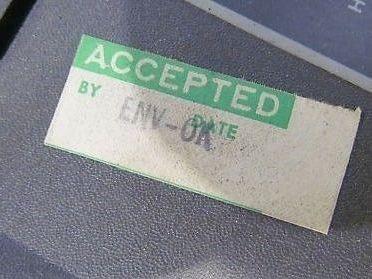 ACCEPTED
BY DATE
ENV-OK
H